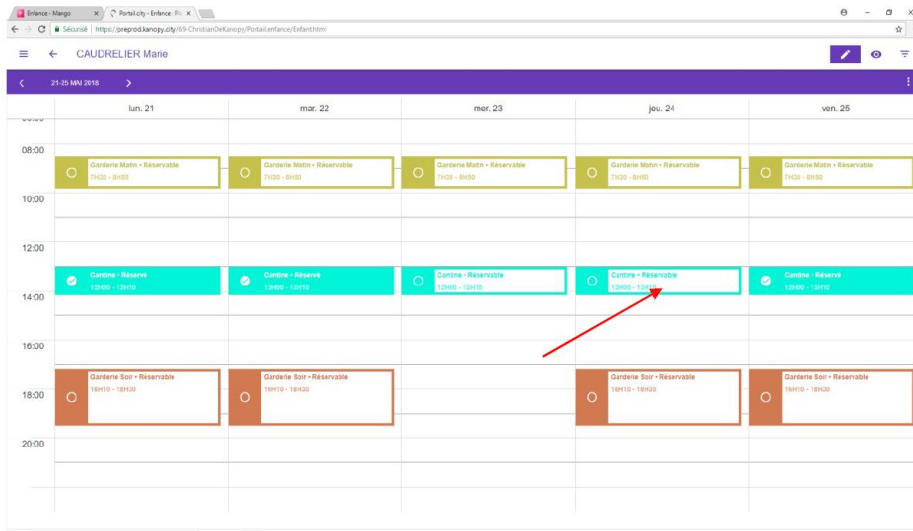 Enfance - Mango
Portail.city - Enfance: Pla
Sécurisé | https://preprod.kanopy.city/69-ChristianDeKanopy/Portail.enfance/Enfant.html
CAUDRELIER Marie
21-25 MAI 2018
lun. 21 mar. 22 mer. 23 jeu. 24 ven. 25
08:00
Garderie Matin • Réservable Garderie Matin • Réservable Garderie Matin • Réservable Garderie Matin • Réservable Garderie Matin • Réservable
7H30 - 8H50 7H30 - 8H50 7H30 - 8H50 7H30 - 8H50 7H30 - 8H50
10:00
12:00
Cantine • Réservé Cantine • Réservé Cantine • Réservable Cantine • Réservable Cantine • Réservé
12H00 - 13H10 12H00 - 13H10 12H00 - 13H10 12H00 - 13H10 12H00 - 13H10
14:00
16:00
Garderie Soir • Réservable Garderie Soir • Réservable Garderie Soir • Réservable Garderie Soir • Réservable
16H10 - 18H30 16H10 - 18H30 16H10 - 18H30 16H10 - 18H30
18:00
20:00